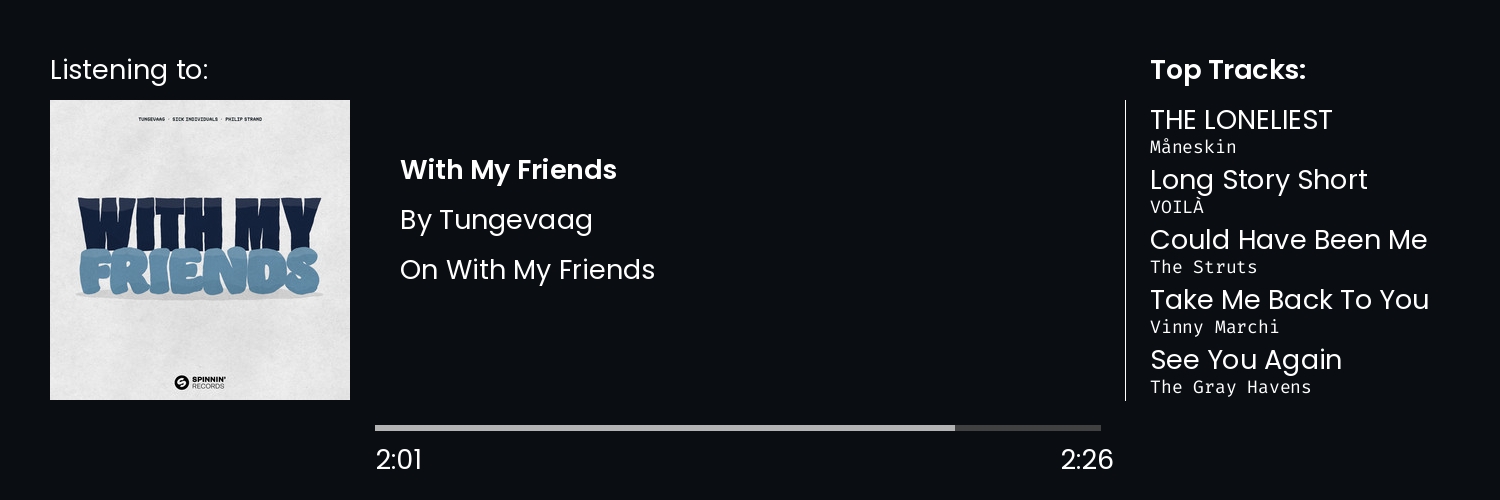 Listening to:
TUNGEVAAG · SICK INDIVIDUALS · PHILIP STRAND
WITH MY
FRIENDS
SPINNIN'
RECORDS
With My Friends
By Tungevaag
On With My Friends
2:01
2:26
Top Tracks:
THE LONELIEST
Måneskin
Long Story Short
VOILÀ
Could Have Been Me
The Struts
Take Me Back To You
Vinny Marchi
See You Again
The Gray Havens